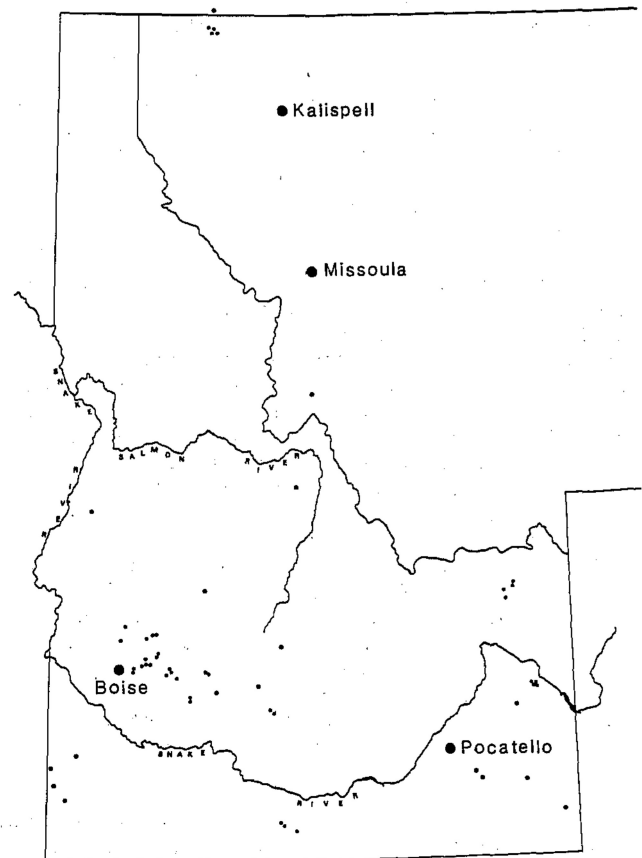 Kalispell
Missoula
SNAKE
RIVER
SALMON RIVER
Boise
Pocatello
SNAKE
RIVER